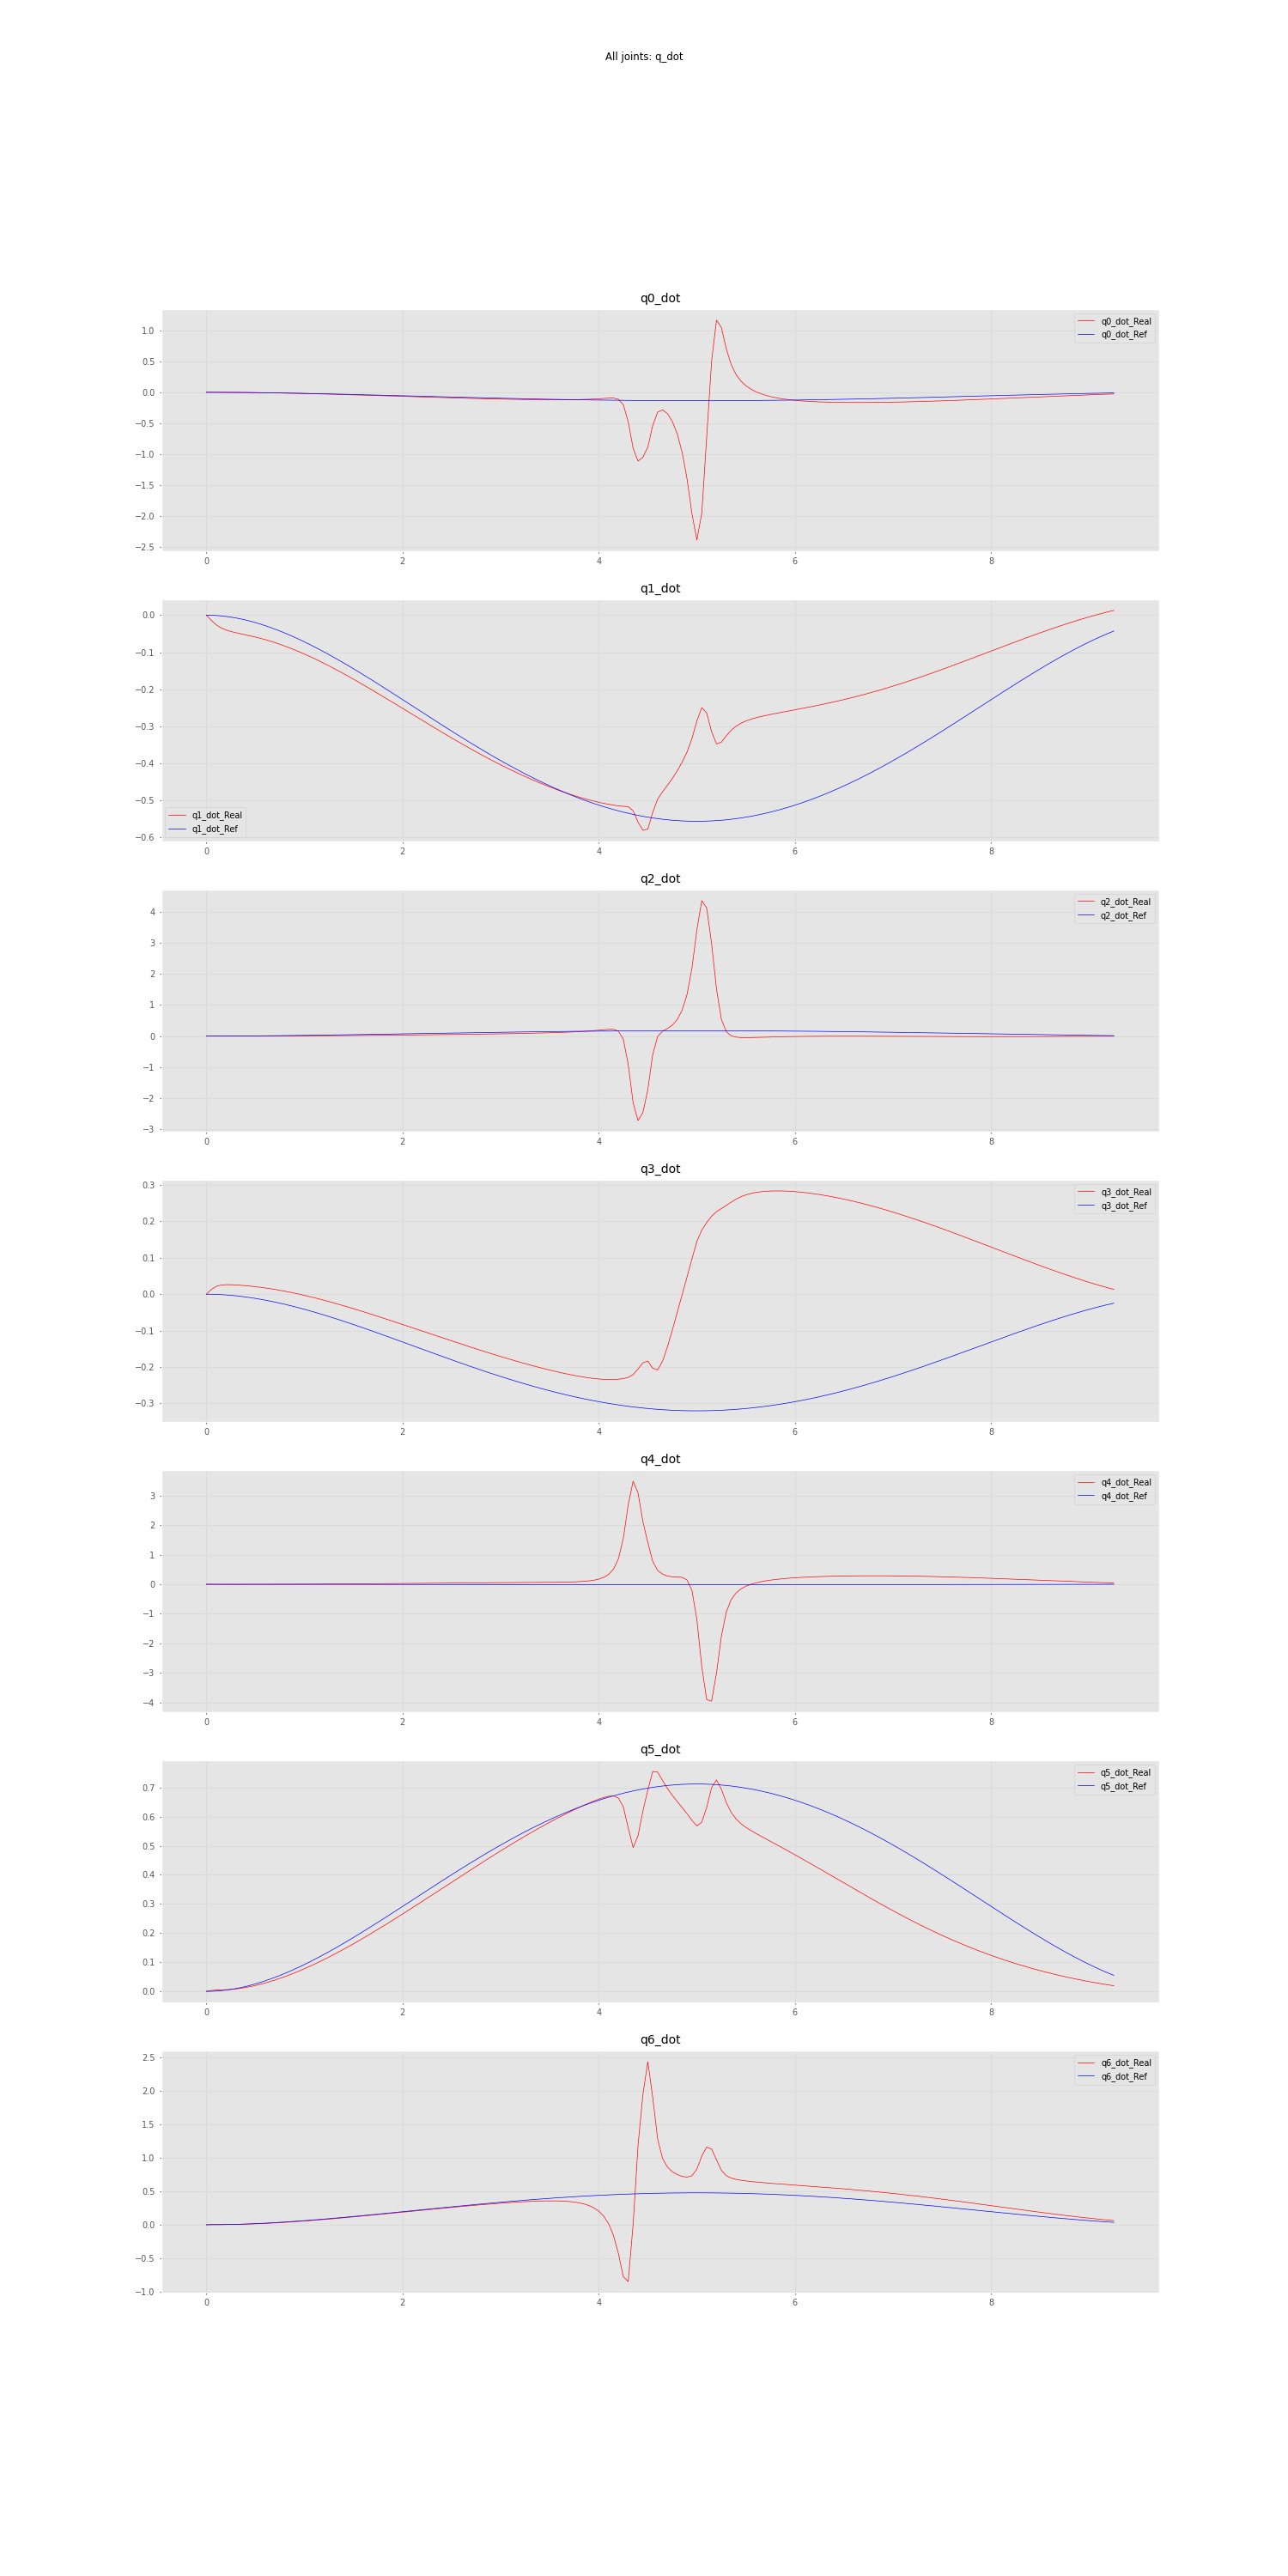 All joints: q_dot
q0_dot
q0_dot_Real
q0_dot_Ref
1.0
0.5
0.0
−0.5
−1.0
−1.5
−2.0
−2.5
0 2 4 6 8
q1_dot
0.0
−0.1
−0.2
−0.3
−0.4
−0.5
−0.6
q1_dot_Real
q1_dot_Ref
0 2 4 6 8
q2_dot
q2_dot_Real
q2_dot_Ref
4
3
2
1
0
−1
−2
−3
0 2 4 6 8
q3_dot
q3_dot_Real
q3_dot_Ref
0.3
0.2
0.1
0.0
−0.1
−0.2
−0.3
0 2 4 6 8
q4_dot
q4_dot_Real
q4_dot_Ref
3
2
1
0
−1
−2
−3
−4
0 2 4 6 8
q5_dot
q5_dot_Real
q5_dot_Ref
0.7
0.6
0.5
0.4
0.3
0.2
0.1
0.0
0 2 4 6 8
q6_dot
q6_dot_Real
q6_dot_Ref
2.5
2.0
1.5
1.0
0.5
0.0
−0.5
−1.0
0 2 4 6 8